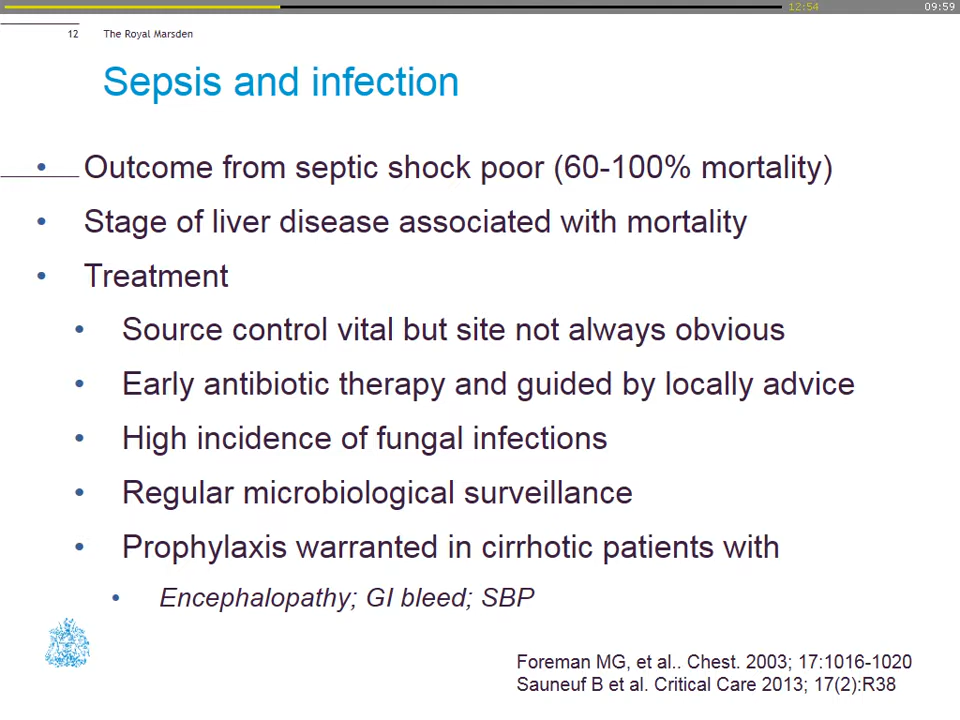 12:54
09:59
12 The Royal Marsden
Sepsis and infection
• Outcome from septic shock poor (60-100% mortality)
• Stage of liver disease associated with mortality
• Treatment
• Source control vital but site not always obvious
• Early antibiotic therapy and guided by locally advice
• High incidence of fungal infections
• Regular microbiological surveillance
• Prophylaxis warranted in cirrhotic patients with
• Encephalopathy; GI bleed; SBP
Foreman MG, et al.. Chest. 2003; 17:1016-1020
Sauneuf B et al. Critical Care 2013; 17(2):R38